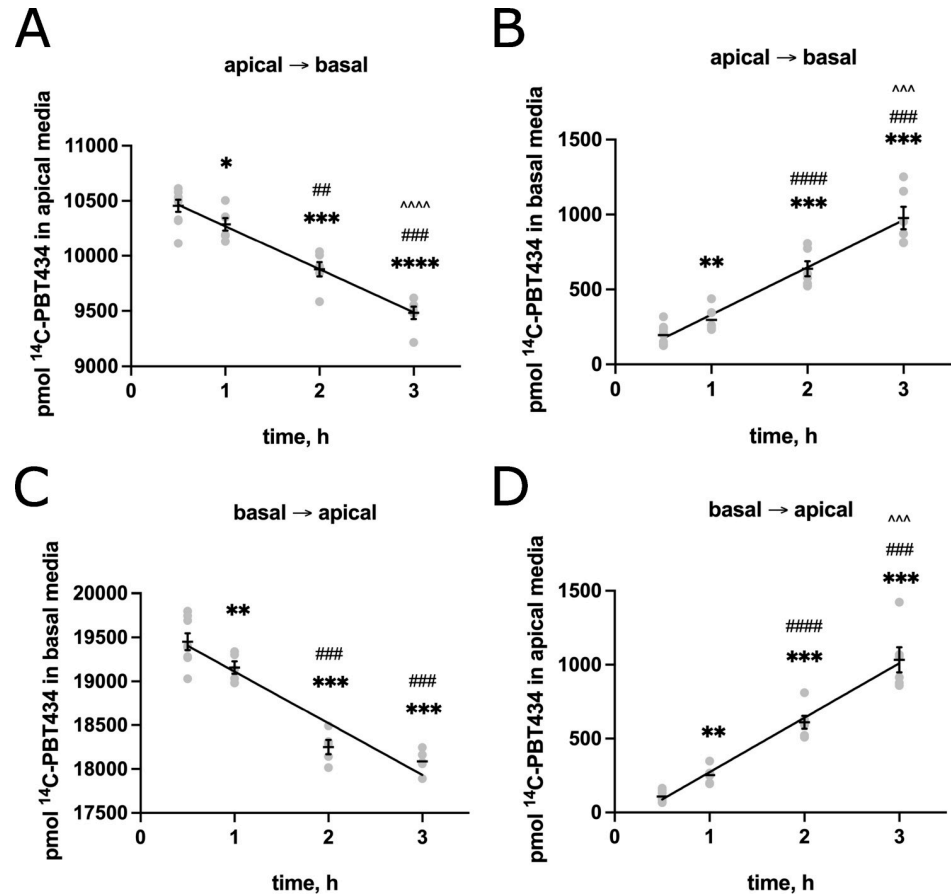 A
apical → basal
pmol ¹⁴C-PBT434 in apical media
11000
10500
10000
9500
9000
*
##
***
^^^^
###
****
0 1 2 3
time, h
B
apical → basal
pmol ¹⁴C-PBT434 in basal media
1500
1000
500
0
**
####
***
^^^
###
***
0 1 2 3
time, h
C
basal → apical
pmol ¹⁴C-PBT434 in basal media
20000
19500
19000
18500
18000
17500
**
###
***
###
***
0 1 2 3
time, h
D
basal → apical
pmol ¹⁴C-PBT434 in apical media
1500
1000
500
0
**
####
***
^^^
###
***
0 1 2 3
time, h